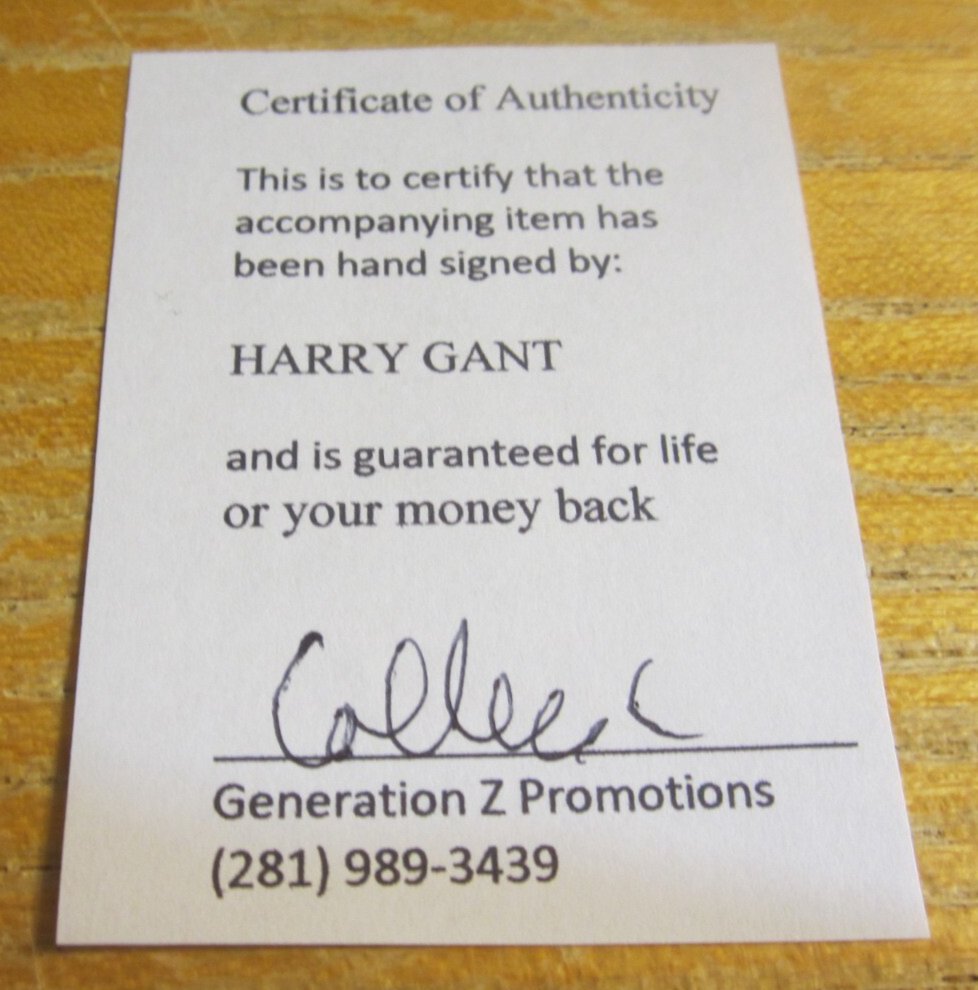 Certificate of Authenticity
This is to certify that the
accompanying item has
been hand signed by:
HARRY GANT
and is guaranteed for life
or your money back
Generation Z Promotions
(281) 989-3439